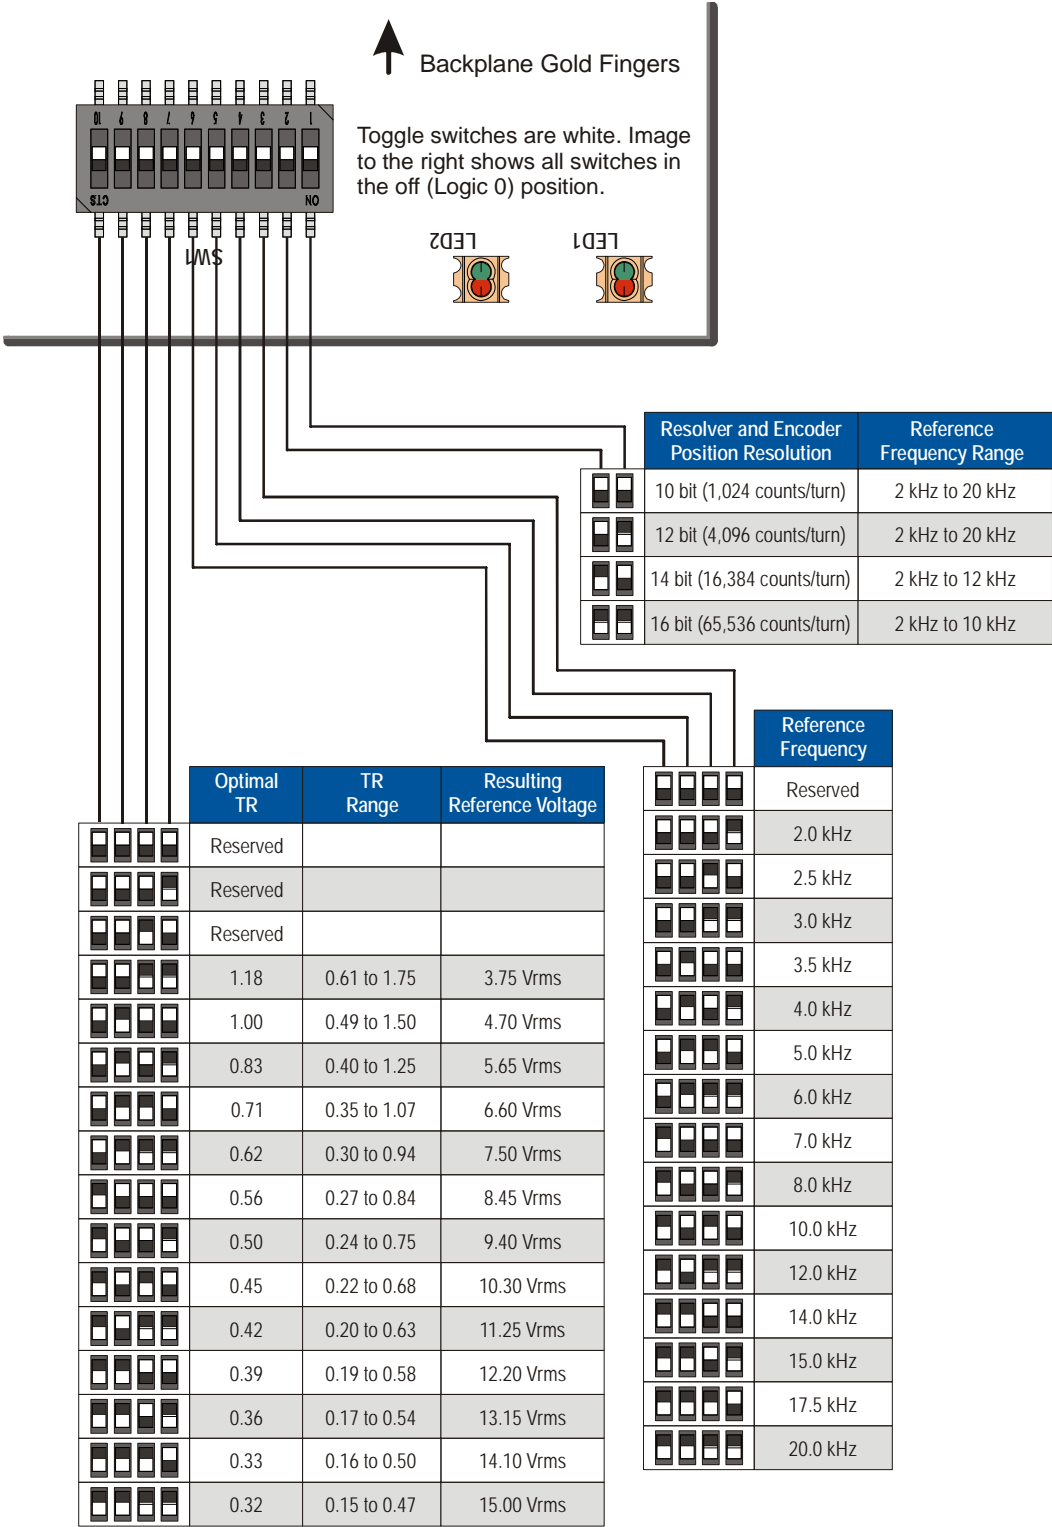 Backplane Gold Fingers
10 9 8 7 6 5 4 3 2 1
Toggle switches are white. Image
to the right shows all switches in
the off (Logic 0) position.
CTS ON
SW1
LED2 LED1
Resolver and Encoder
Position Resolution
Reference
Frequency Range
10 bit (1,024 counts/turn) 2 kHz to 20 kHz
12 bit (4,096 counts/turn) 2 kHz to 20 kHz
14 bit (16,384 counts/turn) 2 kHz to 12 kHz
16 bit (65,536 counts/turn) 2 kHz to 10 kHz
Reference
Frequency
Reserved
2.0 kHz
2.5 kHz
3.0 kHz
3.5 kHz
4.0 kHz
5.0 kHz
6.0 kHz
7.0 kHz
8.0 kHz
10.0 kHz
12.0 kHz
14.0 kHz
15.0 kHz
17.5 kHz
20.0 kHz
Optimal
TR
TR
Range
Resulting
Reference Voltage
Reserved
Reserved
Reserved
1.18 0.61 to 1.75 3.75 Vrms
1.00 0.49 to 1.50 4.70 Vrms
0.83 0.40 to 1.25 5.65 Vrms
0.71 0.35 to 1.07 6.60 Vrms
0.62 0.30 to 0.94 7.50 Vrms
0.56 0.27 to 0.84 8.45 Vrms
0.50 0.24 to 0.75 9.40 Vrms
0.45 0.22 to 0.68 10.30 Vrms
0.42 0.20 to 0.63 11.25 Vrms
0.39 0.19 to 0.58 12.20 Vrms
0.36 0.17 to 0.54 13.15 Vrms
0.33 0.16 to 0.50 14.10 Vrms
0.32 0.15 to 0.47 15.00 Vrms